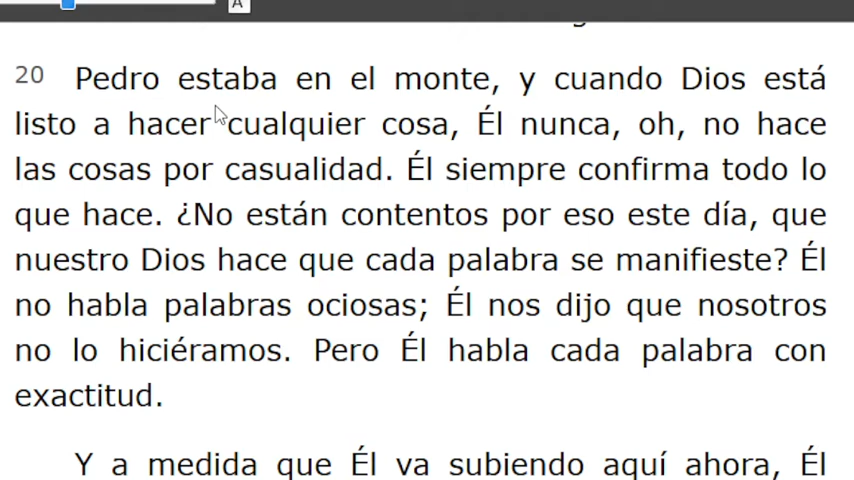 A
20 Pedro estaba en el monte, y cuando Dios está
listo a hacer cualquier cosa, Él nunca, oh, no hace
las cosas por casualidad. Él siempre confirma todo lo
que hace. ¿No están contentos por eso este día, que
nuestro Dios hace que cada palabra se manifieste? Él
no habla palabras ociosas; Él nos dijo que nosotros
no lo hiciéramos. Pero Él habla cada palabra con
exactitud.
Y a medida que Él va subiendo aquí ahora, Él